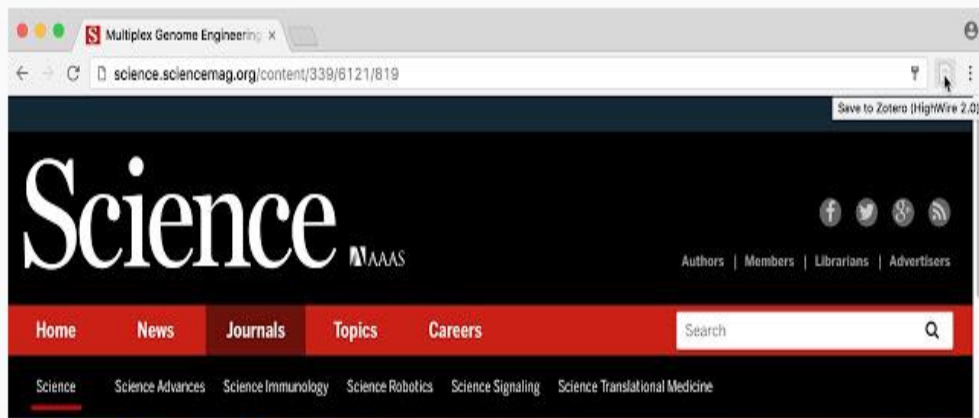 Multiplex Genome Engineering
science.sciencemag.org/content/339/6121/819
Save to Zotero (HighWire 2.0)
Science
AAAS
Authors | Members | Librarians | Advertisers
Home News Journals Topics Careers Search
Science Science Advances Science Immunology Science Robotics Science Signaling Science Translational Medicine